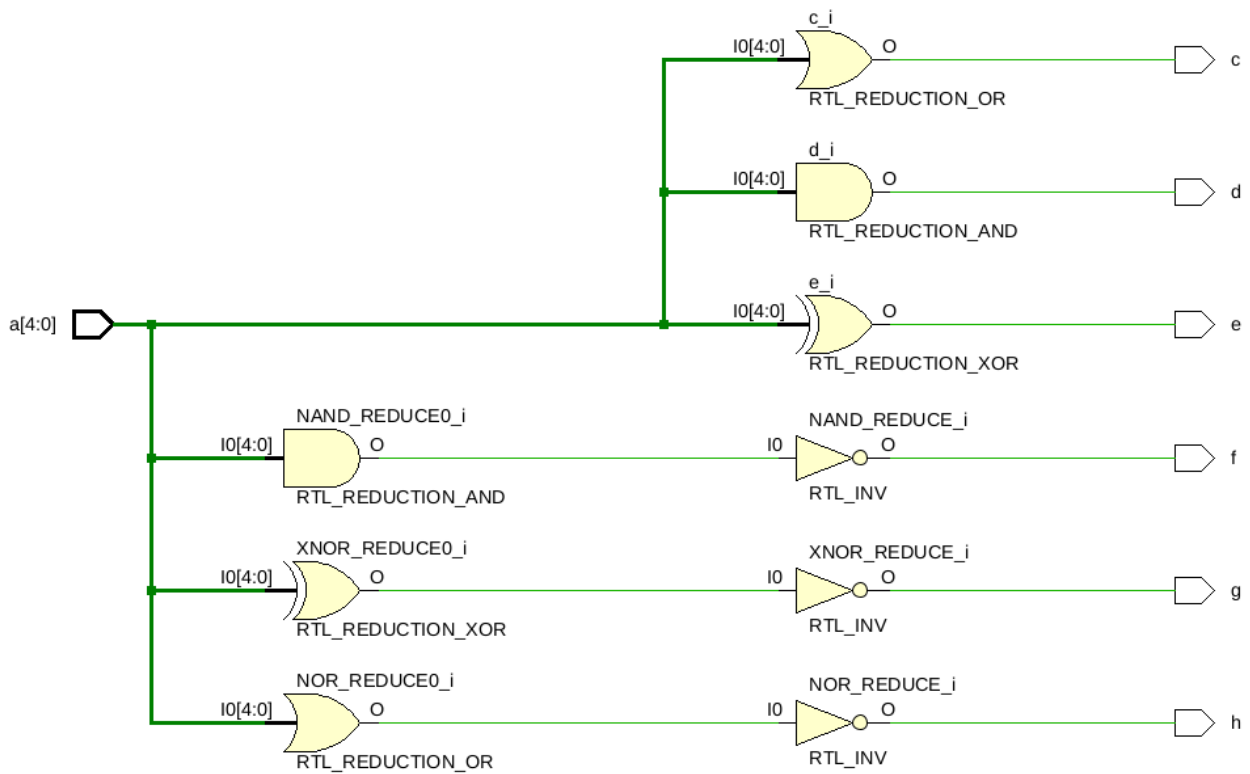 c_i
I0[4:0] O c
RTL_REDUCTION_OR
d_i
I0[4:0] O d
RTL_REDUCTION_AND
e_i
a[4:0] I0[4:0] O e
RTL_REDUCTION_XOR
NAND_REDUCE0_i NAND_REDUCE_i
I0[4:0] O I0 O f
RTL_REDUCTION_AND RTL_INV
XNOR_REDUCE0_i XNOR_REDUCE_i
I0[4:0] O I0 O g
RTL_REDUCTION_XOR RTL_INV
NOR_REDUCE0_i NOR_REDUCE_i
I0[4:0] O I0 O h
RTL_REDUCTION_OR RTL_INV